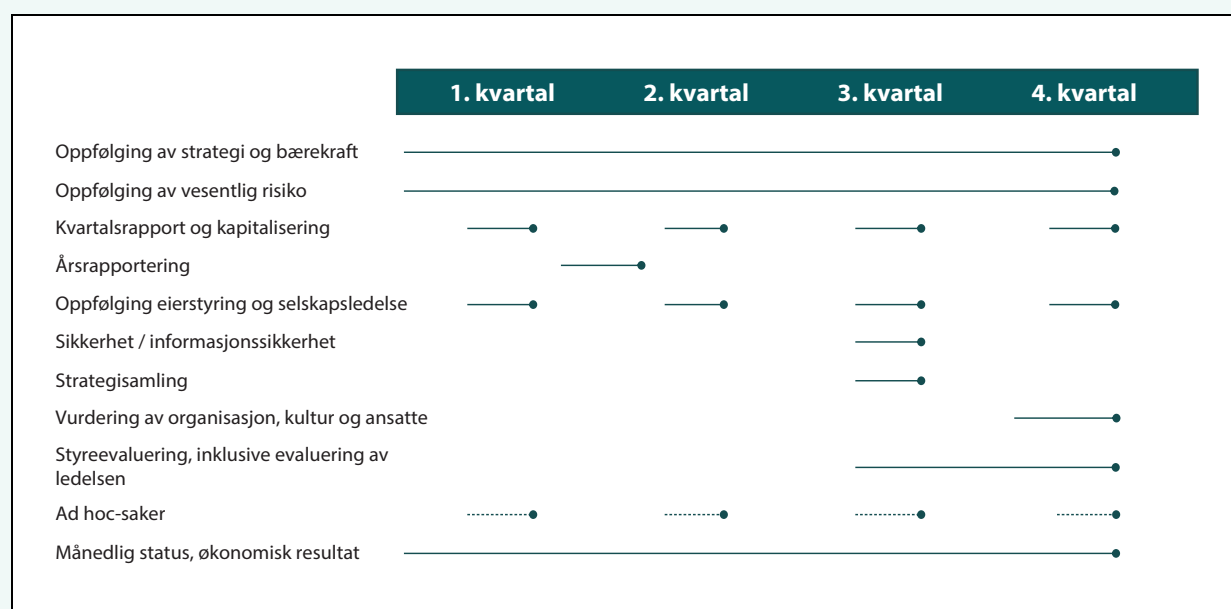 1. kvartal 2. kvartal 3. kvartal 4. kvartal
Oppfølging av strategi og bærekraft
Oppfølging av vesentlig risiko
Kvartalsrapport og kapitalisering
Årsrapportering
Oppfølging eierstyring og selskapsledelse
Sikkerhet / informasjonssikkerhet
Strategisamling
Vurdering av organisasjon, kultur og ansatte
Styreevaluering, inklusive evaluering av
ledelsen
Ad hoc-saker
Månedlig status, økonomisk resultat